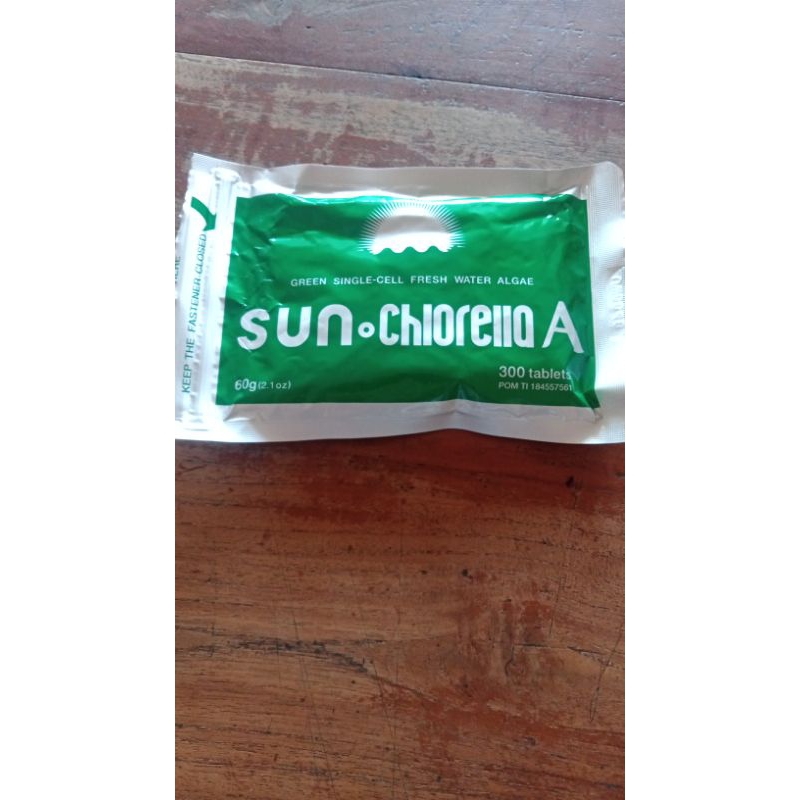 GREEN SINGLE-CELL FRESH WATER ALGAE
sun chlorella A
300 tablets
60g (2.1 oz)
POM TI 184557561
KEEP THE FASTENER CLOSED